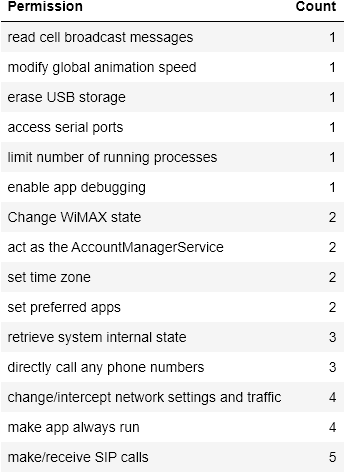 Permission Count
read cell broadcast messages 1
modify global animation speed 1
erase USB storage 1
access serial ports 1
limit number of running processes 1
enable app debugging 1
Change WiMAX state 2
act as the AccountManagerService 2
set time zone 2
set preferred apps 2
retrieve system internal state 3
directly call any phone numbers 3
change/intercept network settings and traffic 4
make app always run 4
make/receive SIP calls 5